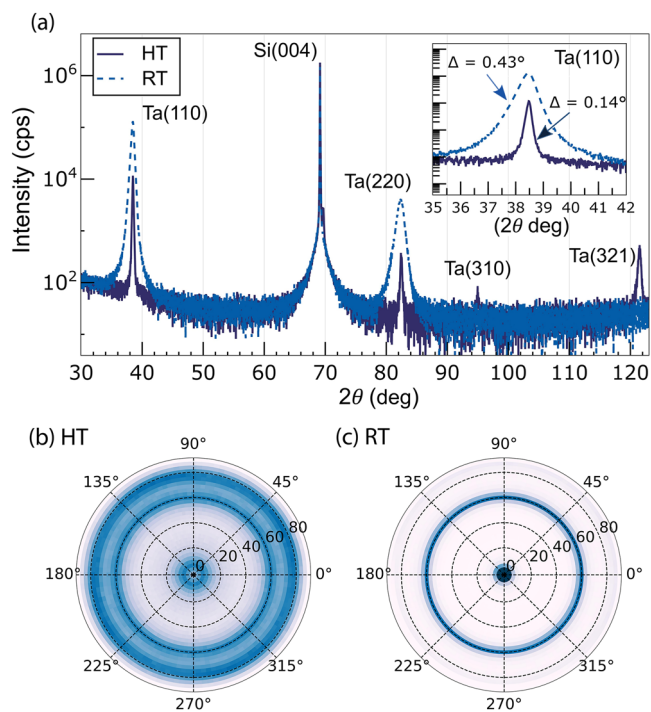 (a)
HT
RT
Si(004)
Ta(110)
Ta(220)
Ta(310)
Ta(321)
Intensity (cps)
10⁶
10⁴
10²
30 40 50 60 70 80 90 100 110 120
2θ (deg)
Ta(110)
Δ = 0.43°
Δ = 0.14°
35 36 37 38 39 40 41 42
(2θ deg)
(b) HT
90°
135° 45°
180° 0°
225° 315°
270°
0 20 40 60 80
(c) RT
90°
135° 45°
180° 0°
225° 315°
270°
0 20 40 60 80